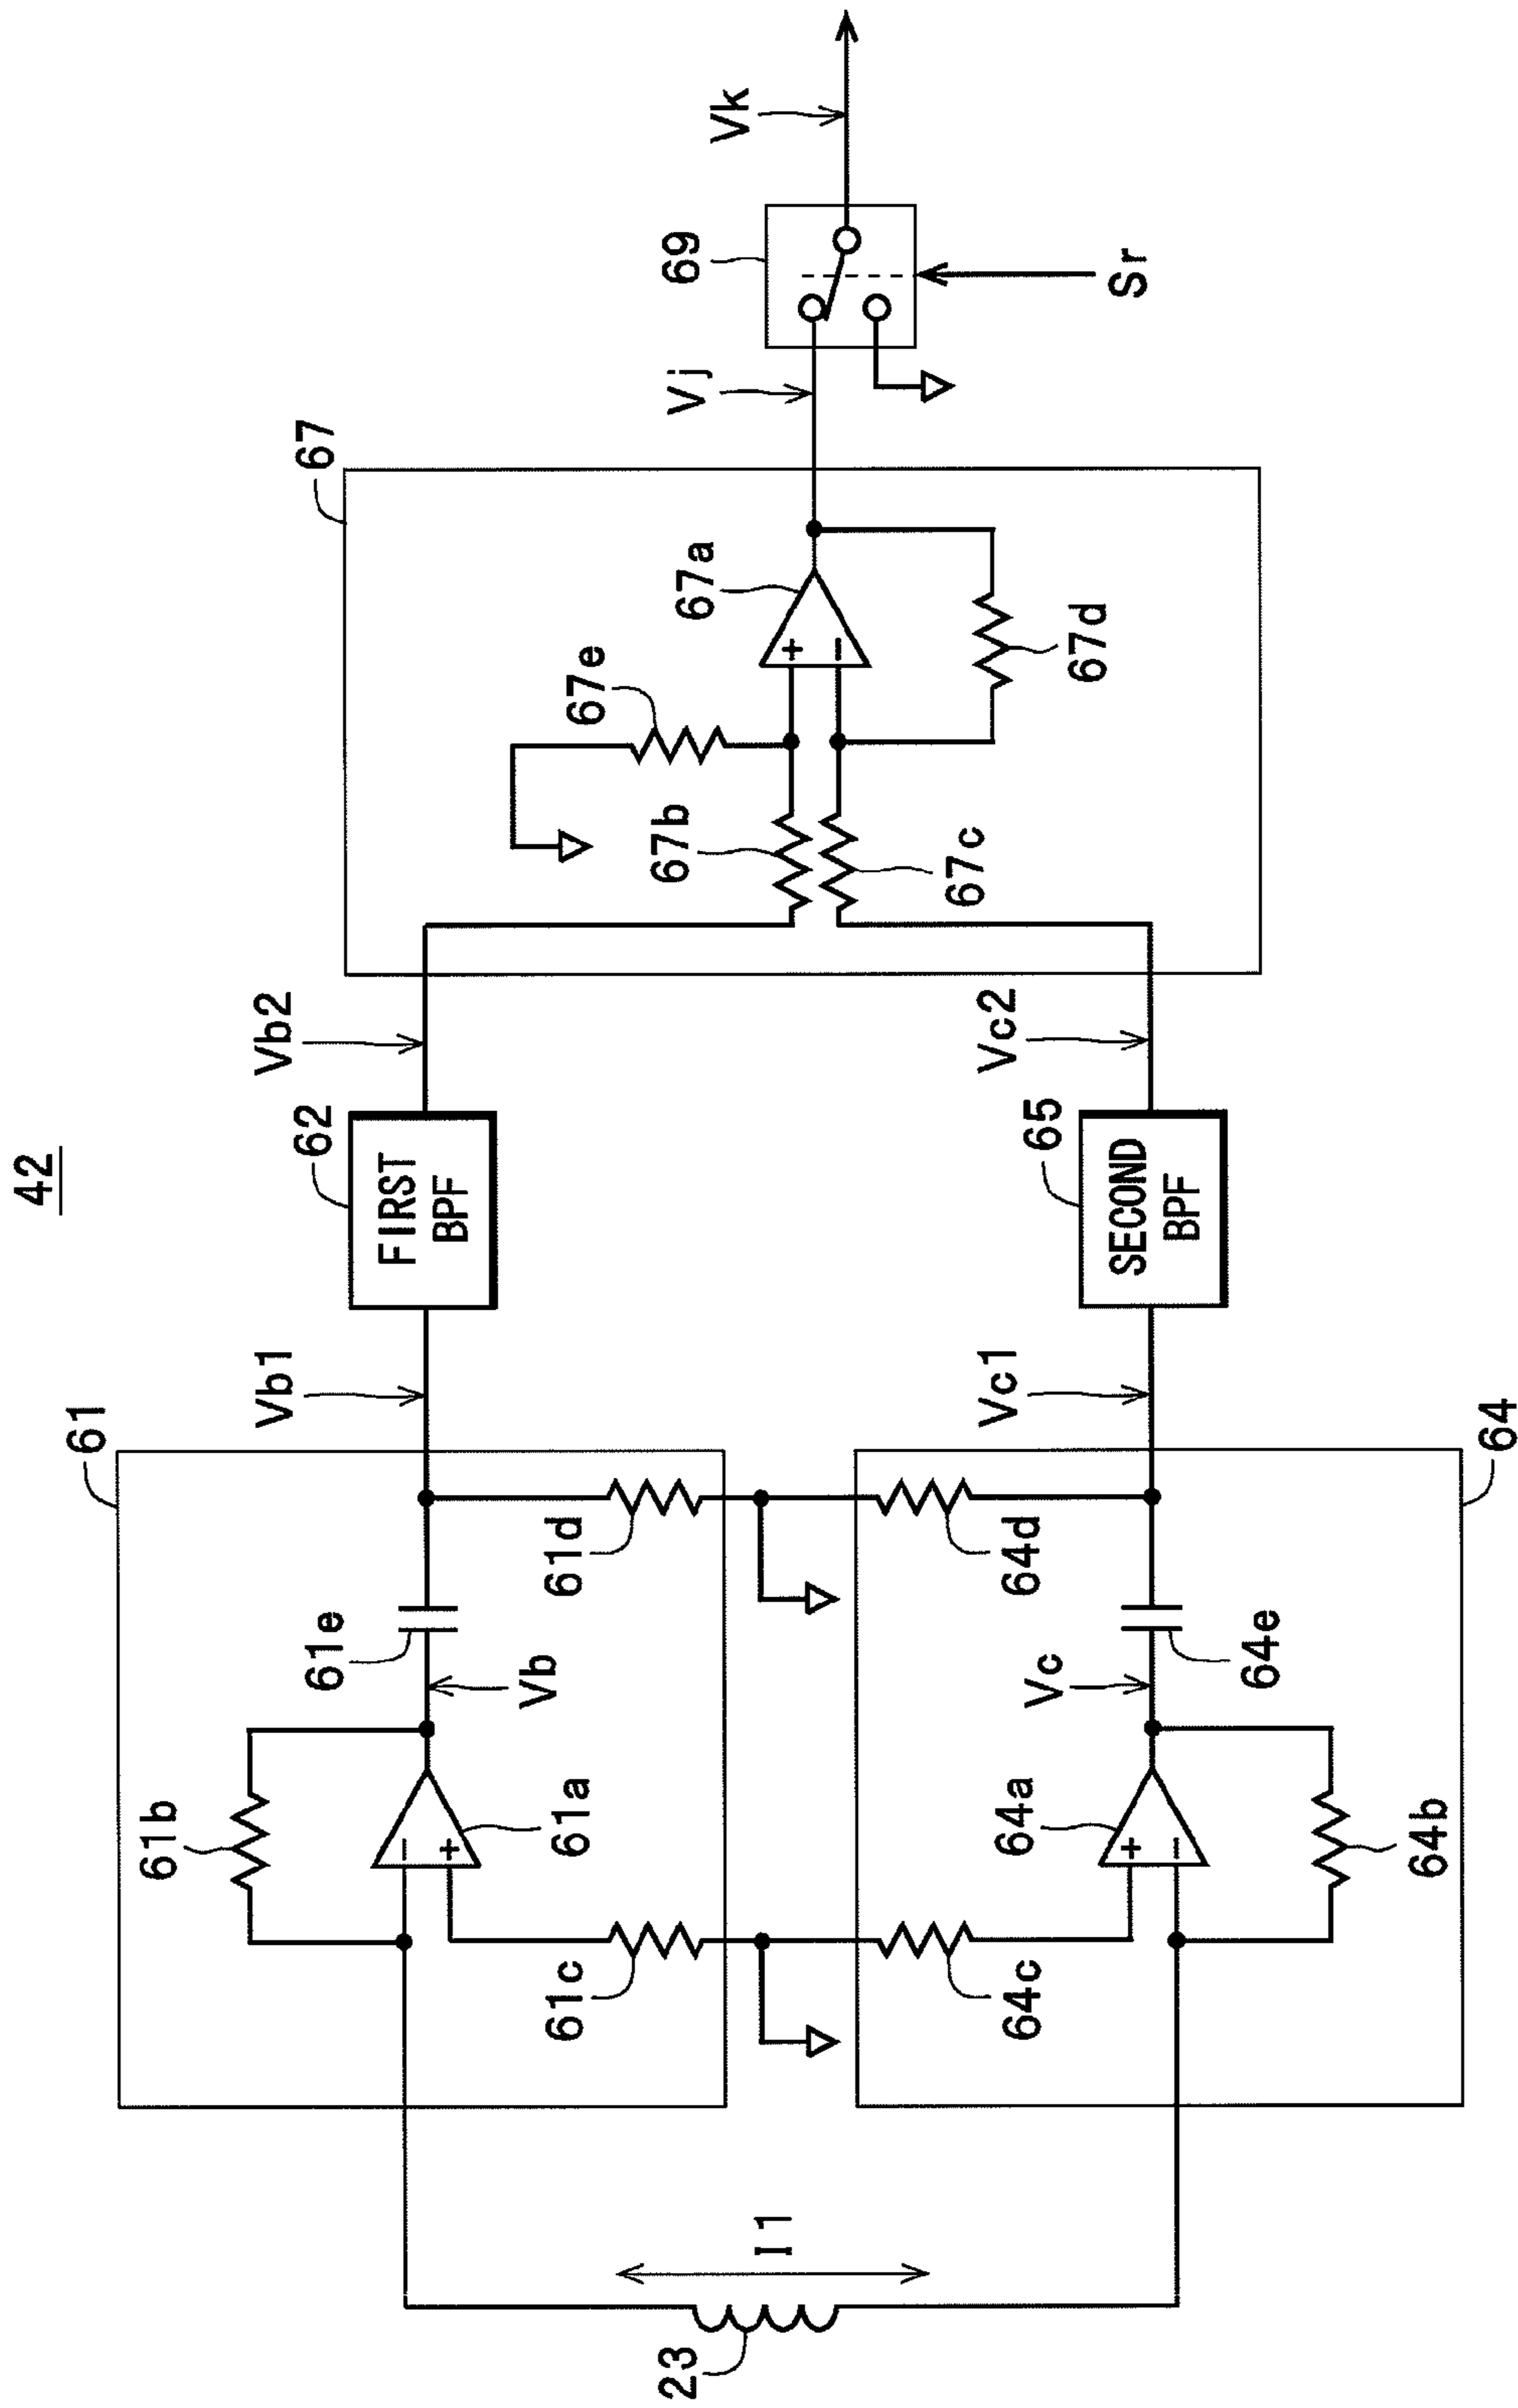 42
61
61b
61a
61c
61d
61e
Vb
Vb1
62
FIRST
BPF
Vb2
67
67e
67b
67c
67a
67d
Vj
69
Sr
Vk
23
I1
64
64a
64b
64c
64d
64e
Vc
Vc1
65
SECOND
BPF
Vc2
+
−
+
−
+
−